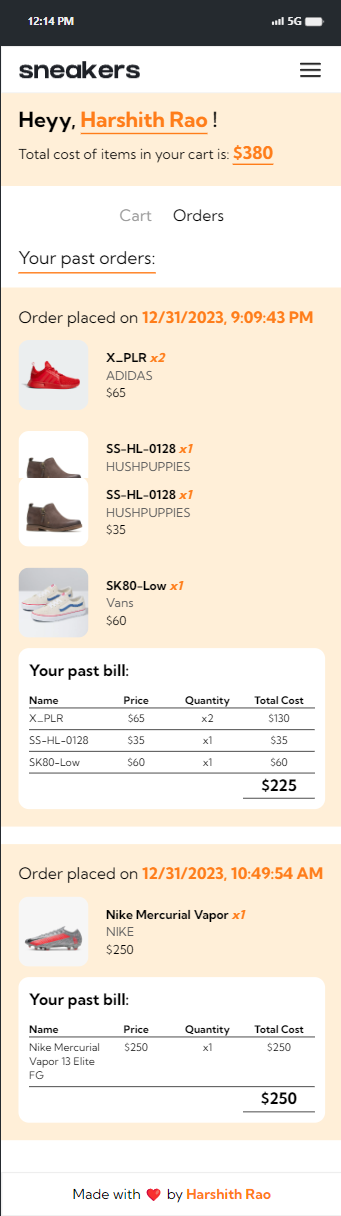 12:14 PM 5G
sneakers
Heyy, Harshith Rao !
Total cost of items in your cart is: $380
Cart Orders
Your past orders:
Order placed on 12/31/2023, 9:09:43 PM
X_PLR x2
ADIDAS
$65
SS-HL-0128 x1
HUSHPUPPIES
SS-HL-0128 x1
HUSHPUPPIES
$35
SK80-Low x1
Vans
$60
Your past bill:
Name Price Quantity Total Cost
X_PLR $65 x2 $130
SS-HL-0128 $35 x1 $35
SK80-Low $60 x1 $60
$225
Order placed on 12/31/2023, 10:49:54 AM
Nike Mercurial Vapor x1
NIKE
$250
Your past bill:
Name Price Quantity Total Cost
Nike Mercurial $250 x1 $250
Vapor 13 Elite
FG
$250
Made with ❤️ by Harshith Rao